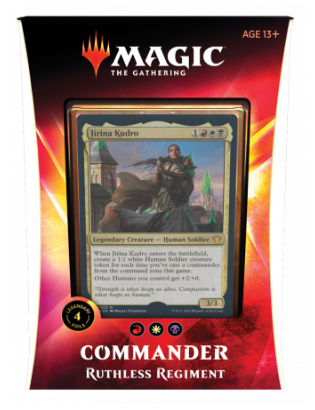 AGE 13+
MAGIC
THE GATHERING
Jirina Kudro
1
Legendary Creature — Human Soldier
When Jirina Kudro enters the battlefield,
create a 1/1 white Human Soldier creature
token for each time you've cast a commander
from the command zone this game.
Other Humans you control get +2/+0.
"Strength is what keeps us alive. Compassion is
what keeps us human."
3/3
LEGENDARY
4
FOILS
COMMANDER
RUTHLESS REGIMENT